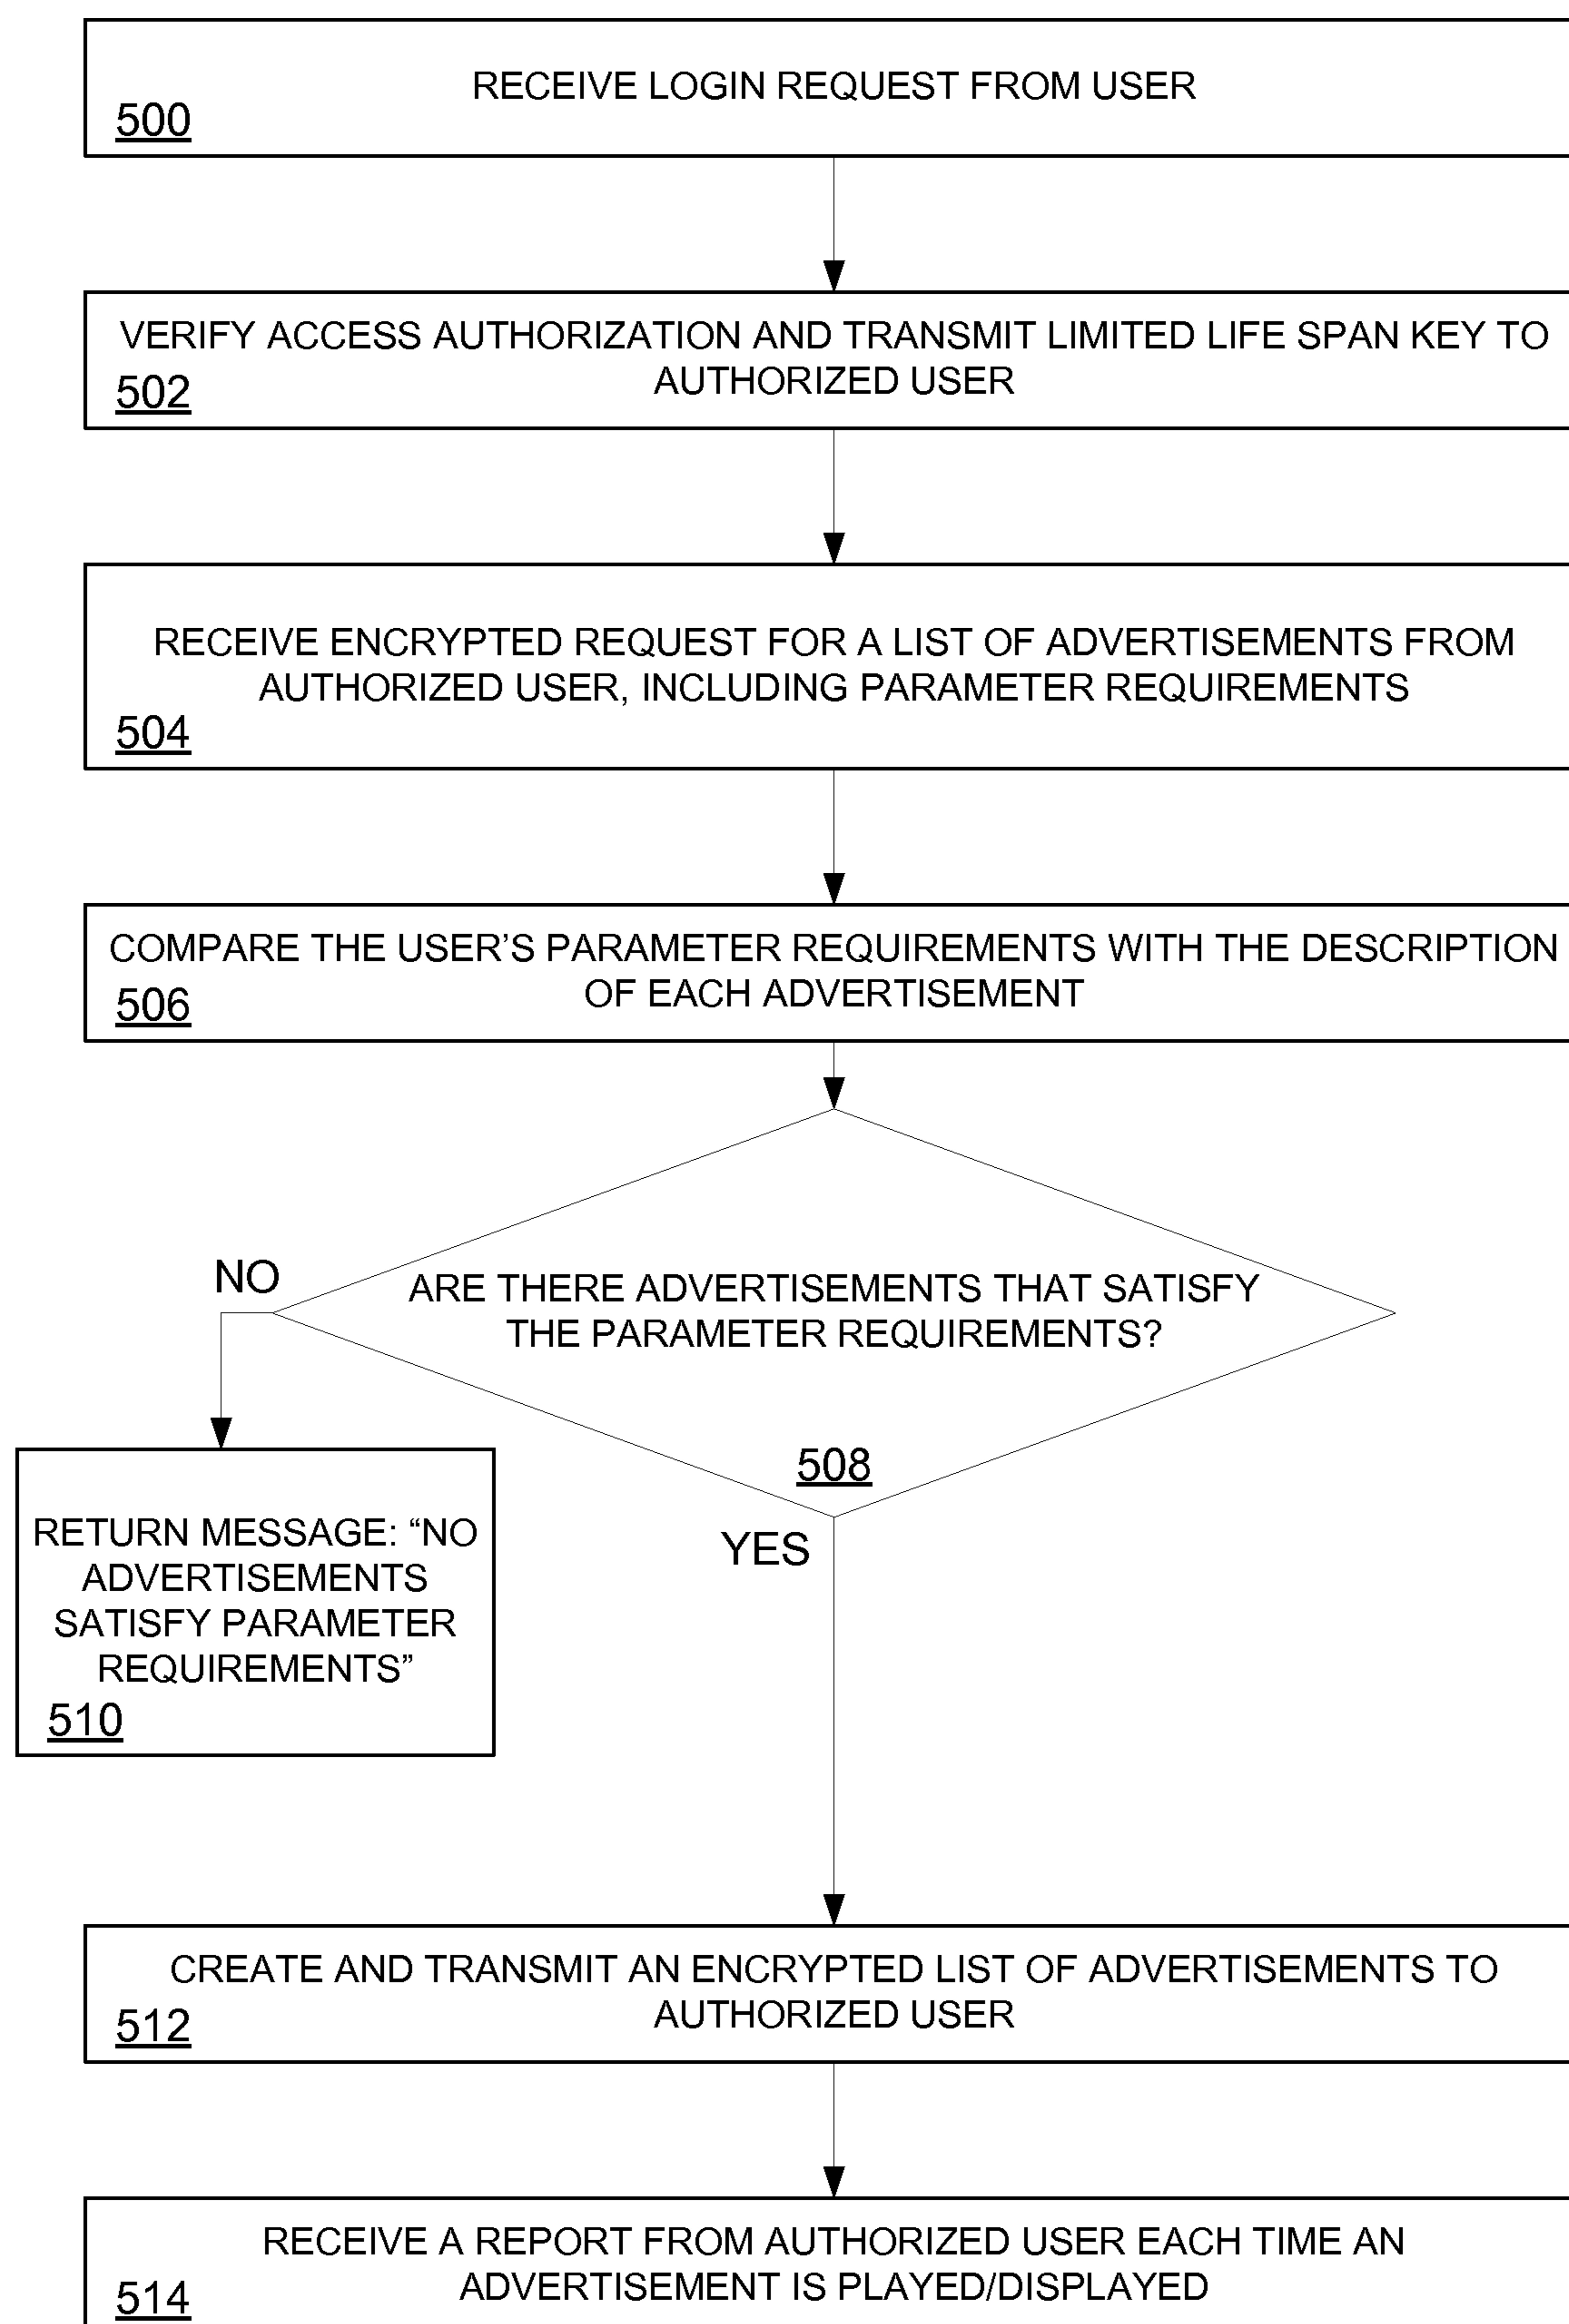 RECEIVE LOGIN REQUEST FROM USER
500
VERIFY ACCESS AUTHORIZATION AND TRANSMIT LIMITED LIFE SPAN KEY TO
AUTHORIZED USER
502
RECEIVE ENCRYPTED REQUEST FOR A LIST OF ADVERTISEMENTS FROM
AUTHORIZED USER, INCLUDING PARAMETER REQUIREMENTS
504
COMPARE THE USER’S PARAMETER REQUIREMENTS WITH THE DESCRIPTION
OF EACH ADVERTISEMENT
506
ARE THERE ADVERTISEMENTS THAT SATISFY
THE PARAMETER REQUIREMENTS?
508
NO
RETURN MESSAGE: “NO
ADVERTISEMENTS
SATISFY PARAMETER
REQUIREMENTS”
510
YES
CREATE AND TRANSMIT AN ENCRYPTED LIST OF ADVERTISEMENTS TO
AUTHORIZED USER
512
RECEIVE A REPORT FROM AUTHORIZED USER EACH TIME AN
ADVERTISEMENT IS PLAYED/DISPLAYED
514